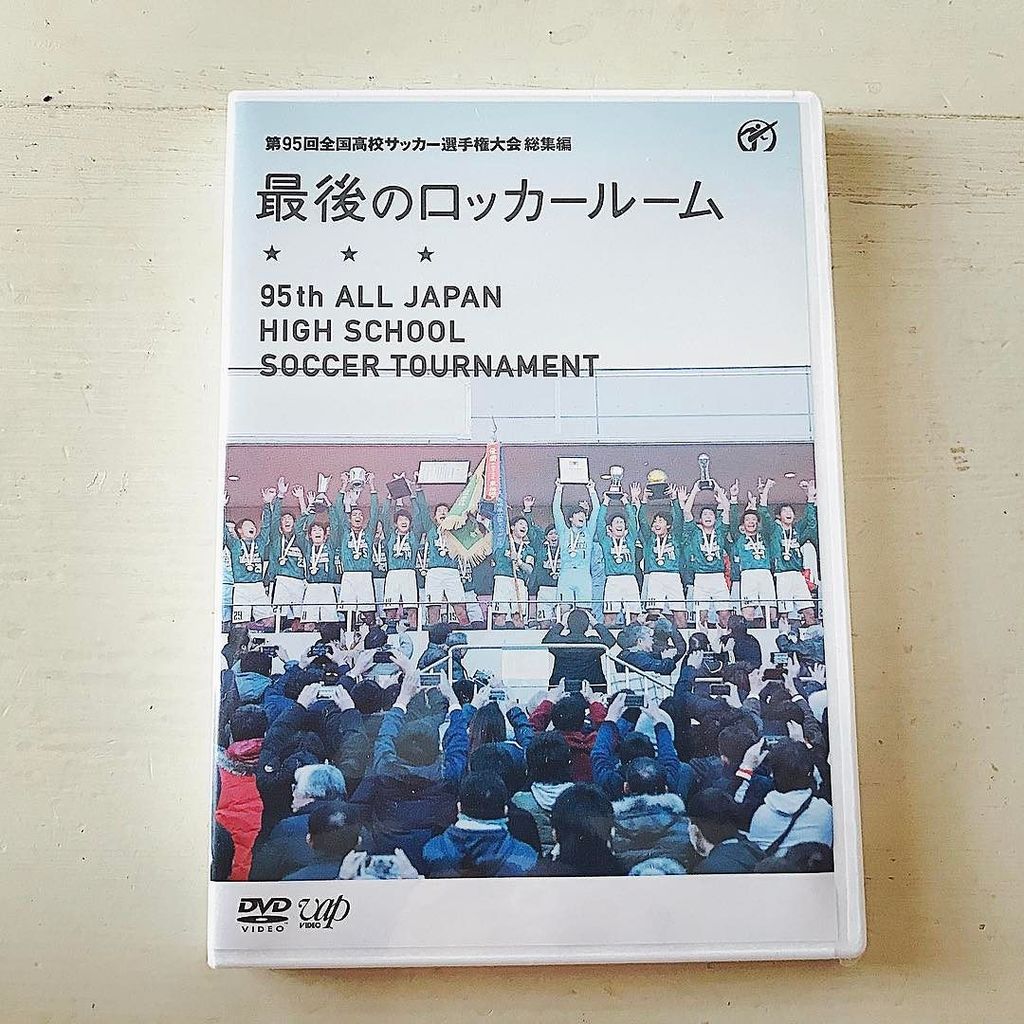 第95回全国高校サッカー選手権大会 総集編
最後のロッカールーム
95th ALL JAPAN
HIGH SCHOOL
SOCCER TOURNAMENT
DVD
VIDEO
vap
VIDEO